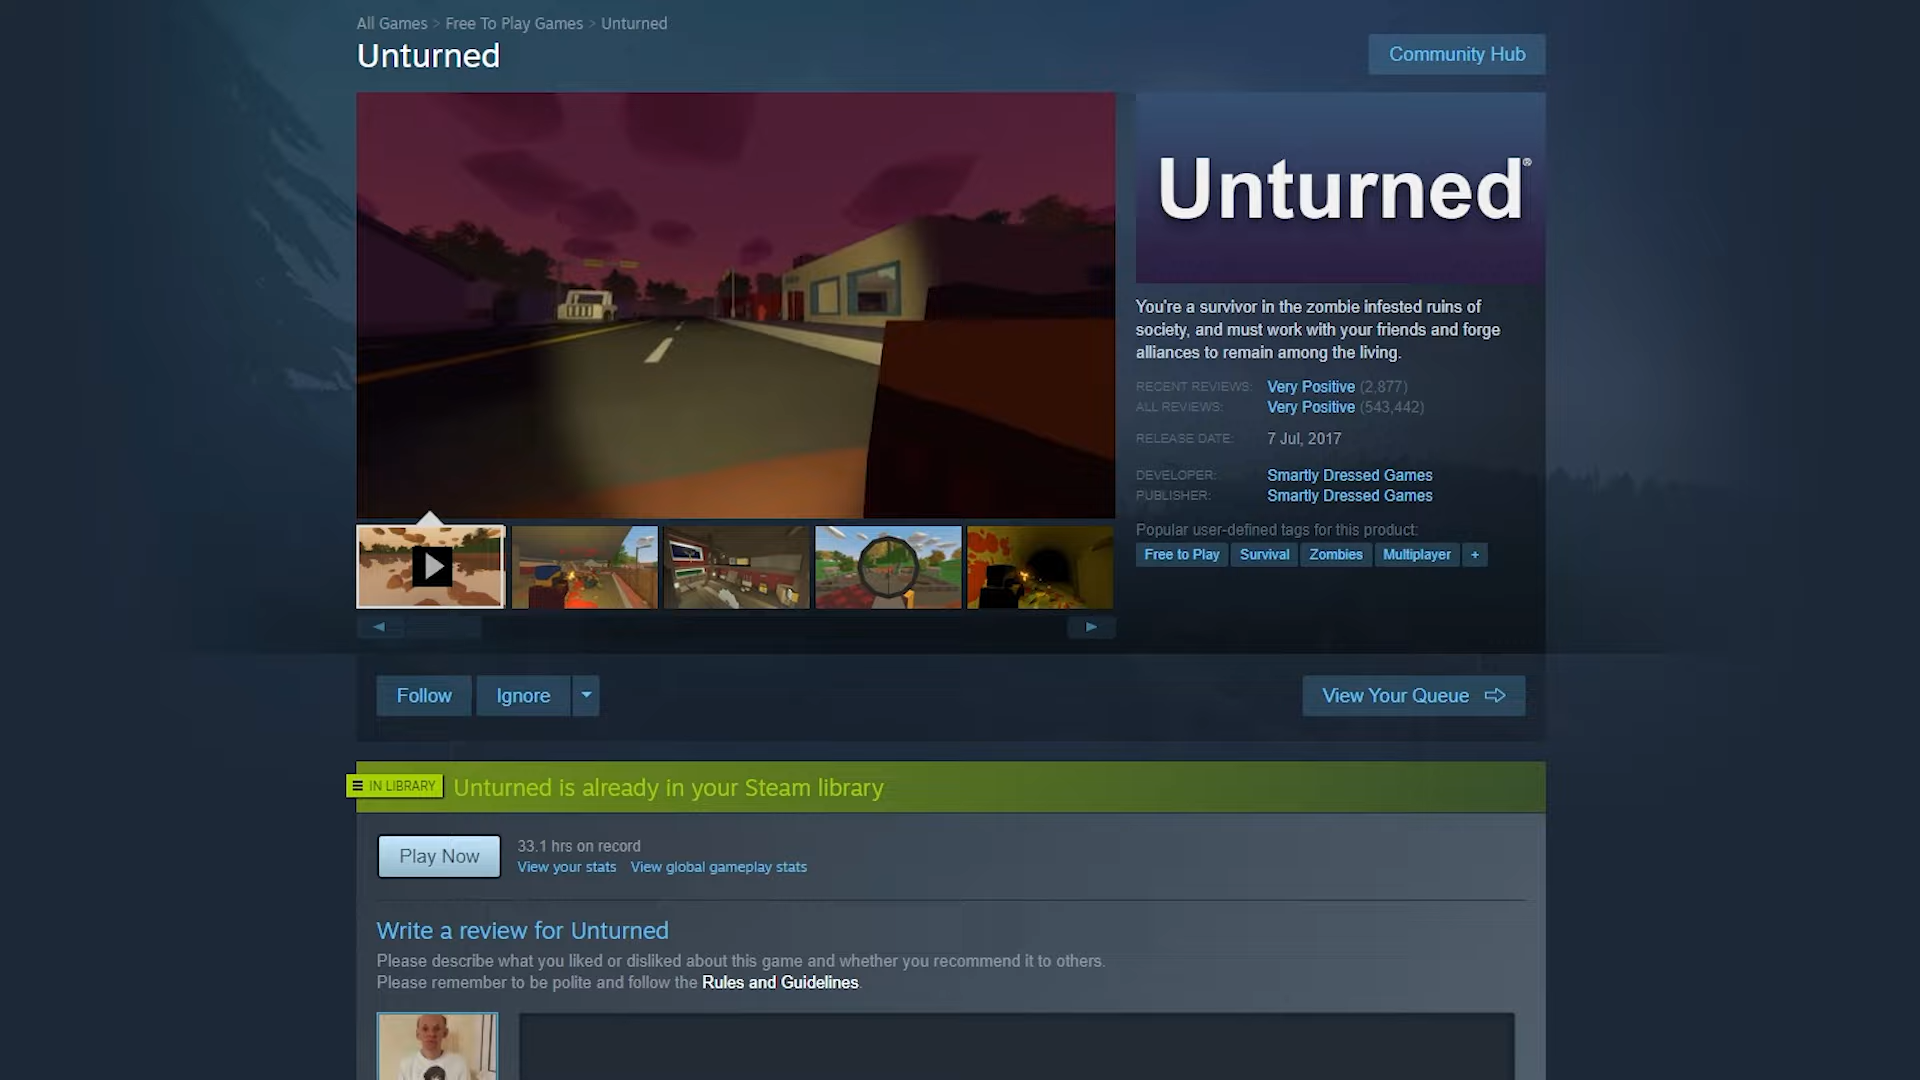 All Games > Free To Play Games > Unturned
Unturned
Community Hub
Unturned®
You're a survivor in the zombie infested ruins of
society, and must work with your friends and forge
alliances to remain among the living.
RECENT REVIEWS: Very Positive (2,877)
ALL REVIEWS: Very Positive (543,442)
RELEASE DATE: 7 Jul, 2017
DEVELOPER: Smartly Dressed Games
PUBLISHER: Smartly Dressed Games
Popular user-defined tags for this product:
Free to Play Survival Zombies Multiplayer +
Follow Ignore View Your Queue
IN LIBRARY Unturned is already in your Steam library
Play Now
33.1 hrs on record
View your stats View global gameplay stats
Write a review for Unturned
Please describe what you liked or disliked about this game and whether you recommend it to others.
Please remember to be polite and follow the Rules and Guidelines.